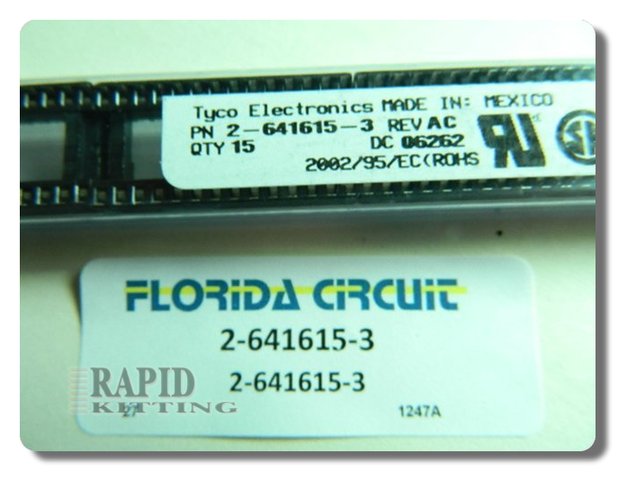 Tyco Electronics MADE IN: MEXICO
PN 2-641615-3 REV AC
QTY 15 DC 06262
2002/95/EC(ROHS
FLORIDA CIRCUIT
2-641615-3
2-641615-3
RAPID
KITTING
27 1247A